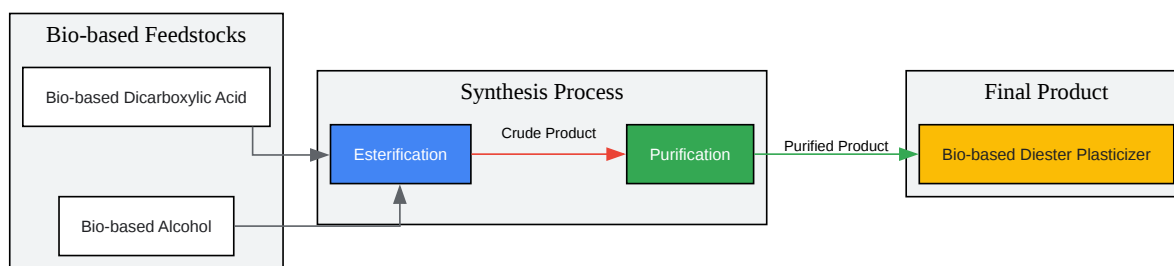 Bio-based Feedstocks
Bio-based Dicarboxylic Acid
Bio-based Alcohol
Synthesis Process
Esterification
Crude Product
Purification
Purified Product
Final Product
Bio-based Diester Plasticizer